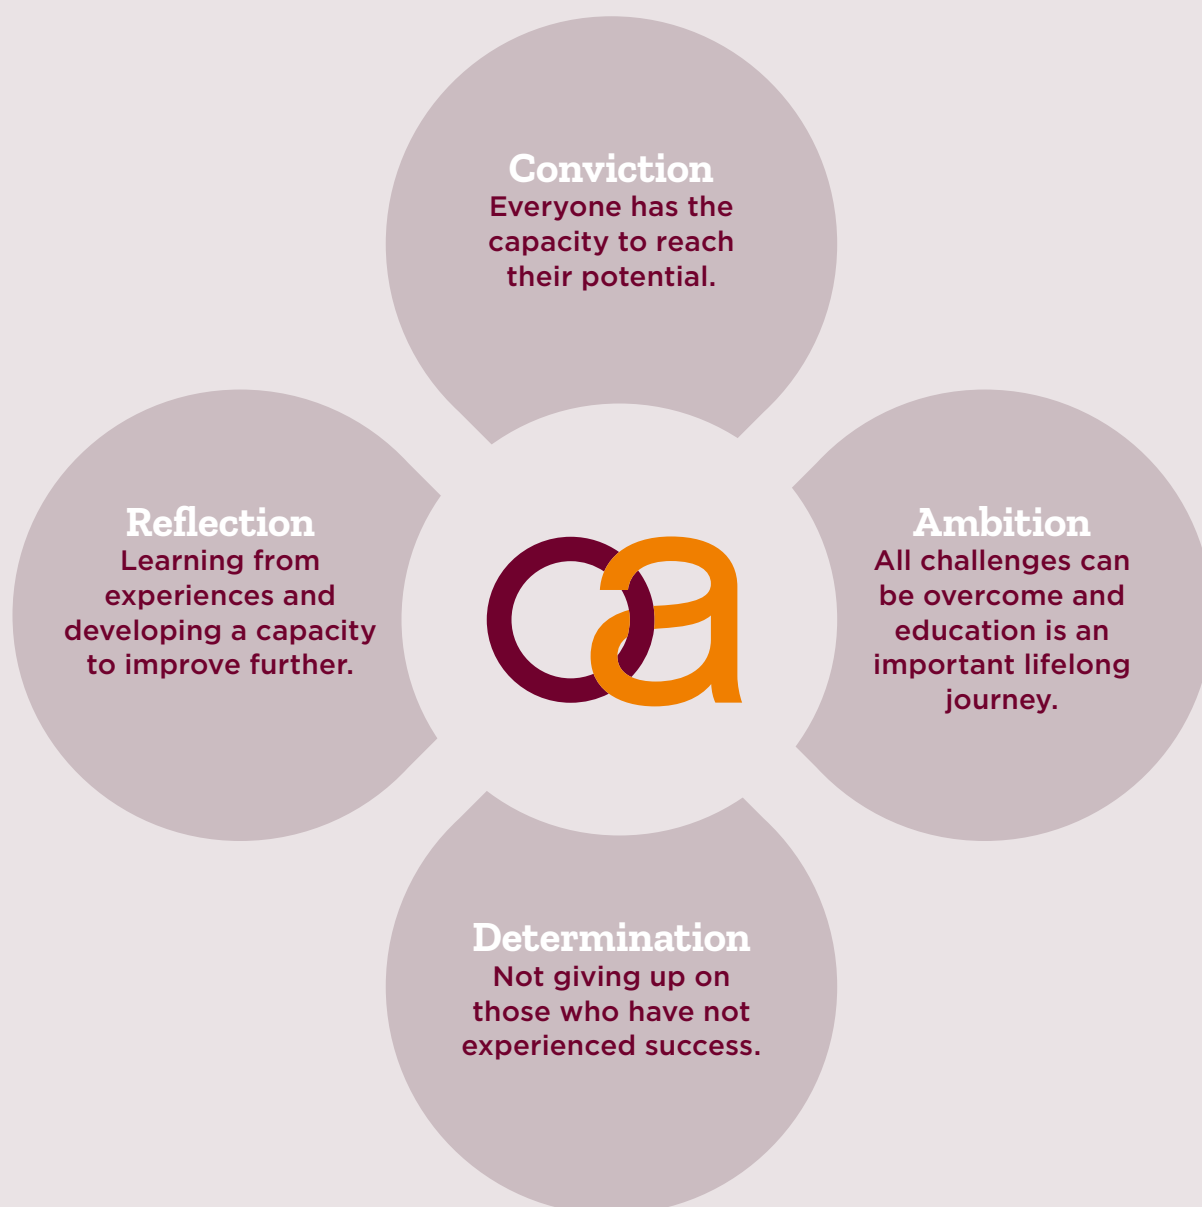 Conviction
Everyone has the
capacity to reach
their potential.
Reflection
Learning from
experiences and
developing a capacity
to improve further.
oa
Ambition
All challenges can
be overcome and
education is an
important lifelong
journey.
Determination
Not giving up on
those who have not
experienced success.